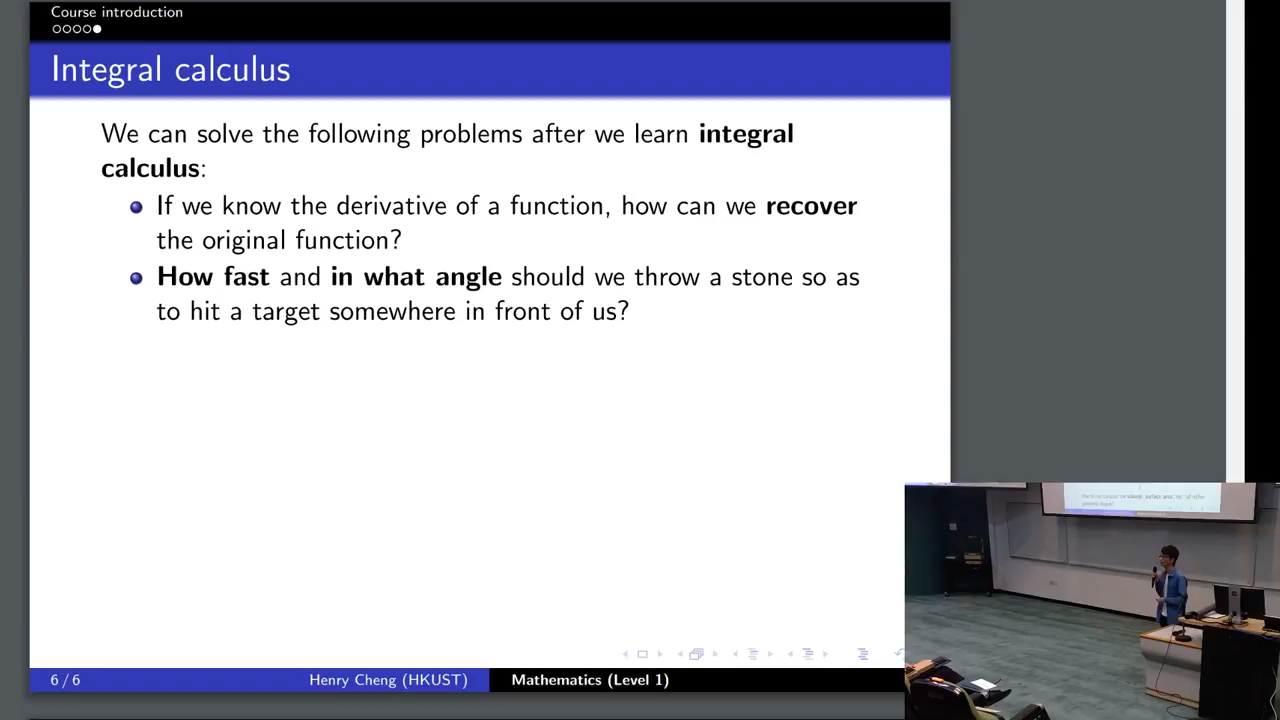 Course introduction
Integral calculus
We can solve the following problems after we learn integral
calculus:
If we know the derivative of a function, how can we recover
the original function?
How fast and in what angle should we throw a stone so as
to hit a target somewhere in front of us?
6 / 6
Henry Cheng (HKUST)
Mathematics (Level 1)